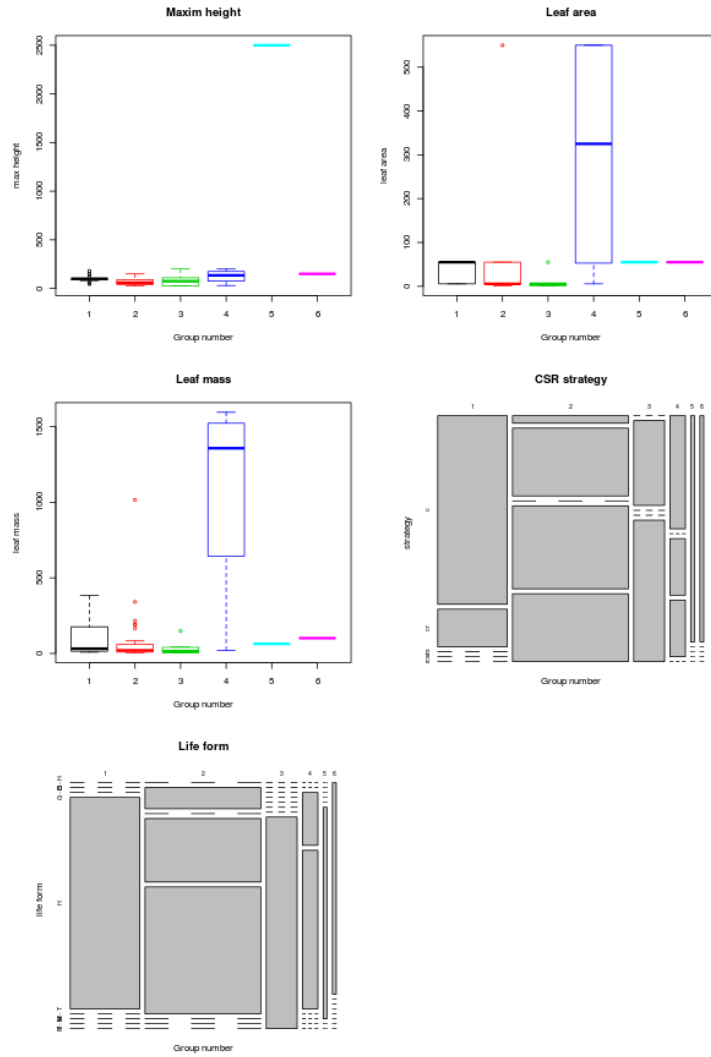 Maxim height
2500
2000
1500
1000
500
0
max height
1 2 3 4 5 6
Group number
Leaf area
500
400
300
200
100
0
leaf area
1 2 3 4 5 6
Group number
Leaf mass
1500
1000
500
0
leaf mass
1 2 3 4 5 6
Group number
CSR strategy
1 2 3 4 5 6
strategy
Group number
Life form
1 2 3 4 5 6
life form
H
Group number